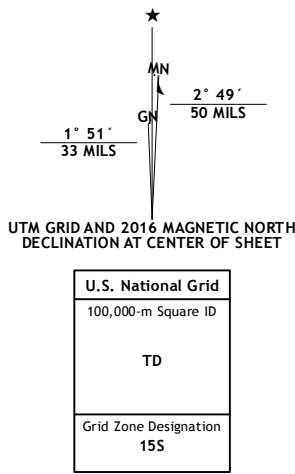 ★
MN
GN
2° 49´
50 MILS
1° 51´
33 MILS
UTM GRID AND 2016 MAGNETIC NORTH
DECLINATION AT CENTER OF SHEET
U.S. National Grid
100,000-m Square ID
TD
Grid Zone Designation
15S